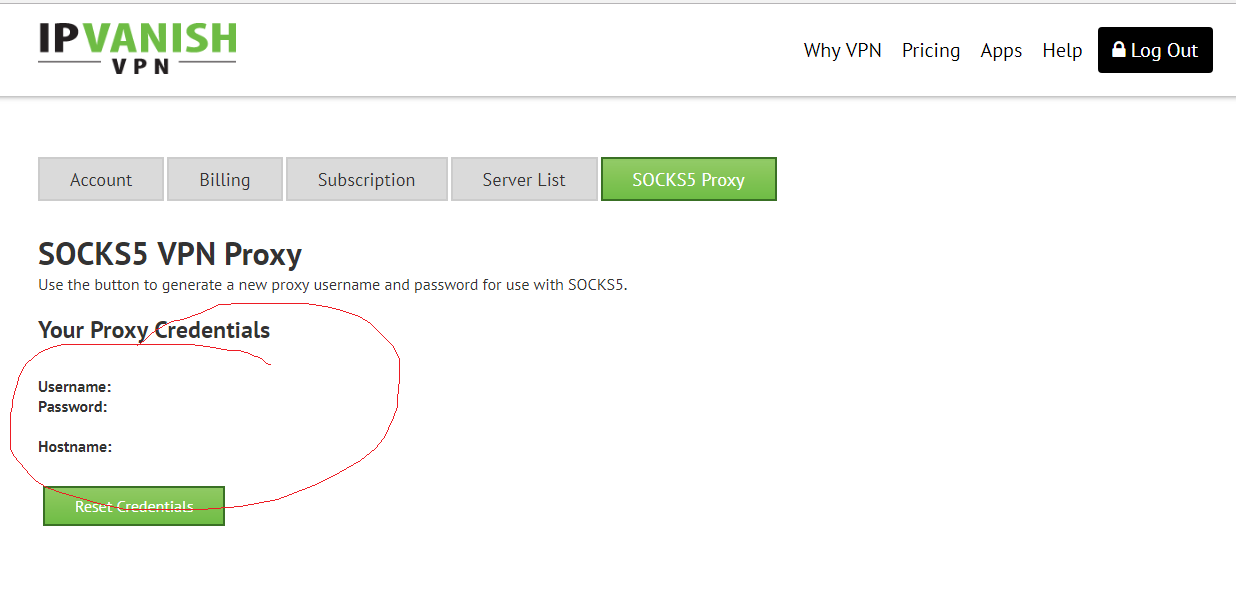 IPVANISH
VPN
Why VPN Pricing Apps Help Log Out
Account Billing Subscription Server List SOCKS5 Proxy
SOCKS5 VPN Proxy
Use the button to generate a new proxy username and password for use with SOCKS5.
Your Proxy Credentials
Username:
Password:
Hostname:
Reset Credentials